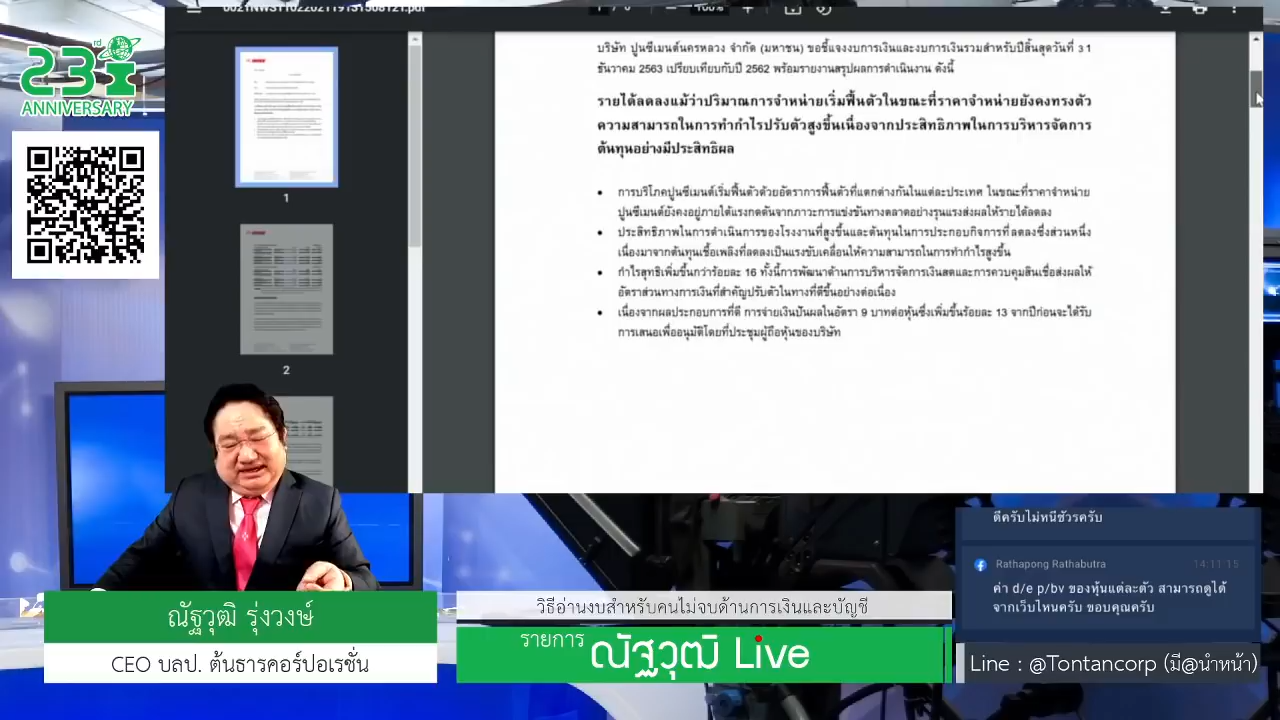 23rd i
ANNIVERSARY
100%
บริษัท ปูนซีเมนต์นครหลวง จำกัด (มหาชน) ขอชี้แจงงบการเงินและงบการเงินรวมสำหรับปีสิ้นสุดวันที่ 31
ธันวาคม 2563 เปรียบเทียบกับปี 2562 พร้อมรายงานสรุปผลการดำเนินงาน ดังนี้
รายได้ลดลงแม้ว่าปริมาณการจำหน่ายเริ่มฟื้นตัวในขณะที่ราคาจำหน่ายยังคงทรงตัว
ความสามารถในการทำกำไรปรับตัวสูงขึ้นเนื่องจากประสิทธิภาพในการบริหารจัดการ
ต้นทุนอย่างมีประสิทธิผล
• การบริโภคปูนซีเมนต์เริ่มฟื้นตัวด้วยอัตราการฟื้นตัวที่แตกต่างกันในแต่ละประเทศ ในขณะที่ราคาจำหน่าย
ปูนซีเมนต์ยังคงอยู่ภายใต้แรงกดดันจากภาวะการแข่งขันทางตลาดอย่างรุนแรงส่งผลให้รายได้ลดลง
• ประสิทธิภาพในการดำเนินการของโรงงานที่สูงขึ้นและต้นทุนในการประกอบกิจการที่ลดลงซึ่งส่วนหนึ่ง
เนื่องมาจากต้นทุนเชื้อเพลิงที่ลดลงเป็นแรงขับเคลื่อนให้ความสามารถในการทำกำไรสูงขึ้น
• กำไรสุทธิเพิ่มขึ้นกว่าร้อยละ 16 ทั้งนี้การพัฒนาด้านการบริหารจัดการเงินสดและการควบคุมสินเชื่อส่งผลให้
อัตราส่วนทางการเงินที่สำคัญปรับตัวในทางที่ดีขึ้นอย่างต่อเนื่อง
• เนื่องจากผลประกอบการที่ดี การจ่ายเงินปันผลในอัตรา 9 บาทต่อหุ้นซึ่งเพิ่มขึ้นร้อยละ 13 จากปีก่อนจะได้รับ
การเสนอเพื่ออนุมัติโดยที่ประชุมผู้ถือหุ้นของบริษัท
1
2
ดีครับไม่หนีชัวรครับ
Rathapong Rathabutra 14:11:15
ค่า d/e p/bv ของหุ้นแต่ละตัว สามารถดูได้
จากเว็บไหนครับ ขอบคุณครับ
ณัฐวุฒิ รุ่งวงษ์
CEO บลป. ต้นธารคอร์ปอเรชั่น
วิธีอ่านงบสำหรับคนไม่จบด้านการเงินและบัญชี
รายการ ณัฐวุฒิ Live
Line : @Tontancorp (มี@นำหน้า)